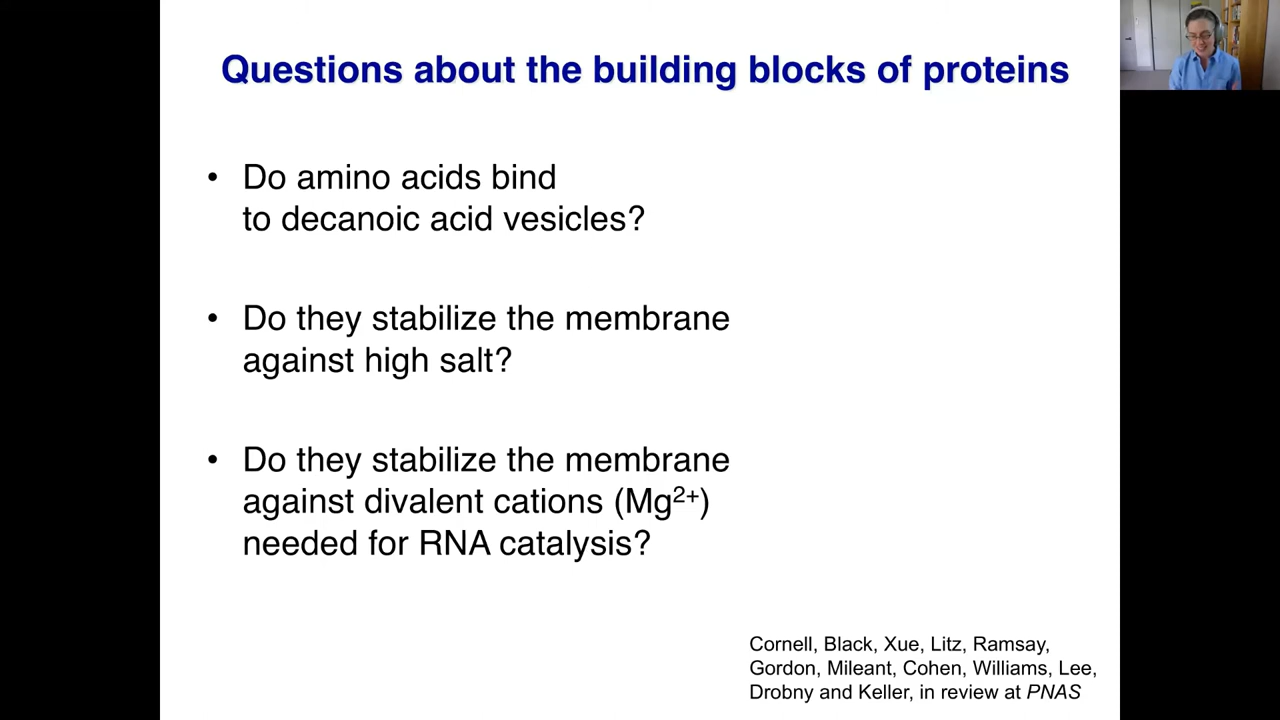 Questions about the building blocks of proteins
• Do amino acids bind
to decanoic acid vesicles?
• Do they stabilize the membrane
against high salt?
• Do they stabilize the membrane
against divalent cations (Mg²⁺)
needed for RNA catalysis?
Cornell, Black, Xue, Litz, Ramsay,
Gordon, Mileant, Cohen, Williams, Lee,
Drobny and Keller, in review at PNAS